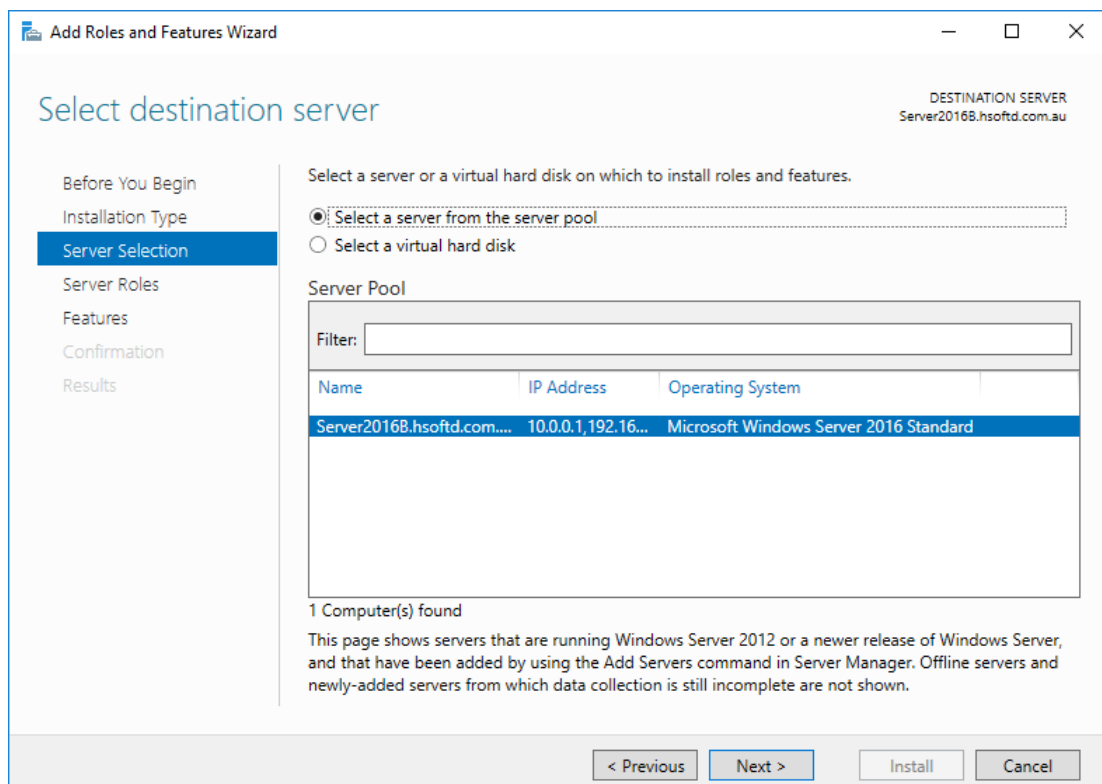 Add Roles and Features Wizard
Select destination server
DESTINATION SERVER
Server2016B.hsoftd.com.au
Before You Begin
Installation Type
Server Selection
Server Roles
Features
Confirmation
Results
Select a server or a virtual hard disk on which to install roles and features.
Select a server from the server pool
Select a virtual hard disk
Server Pool
Filter:
Name IP Address Operating System
Server2016B.hsoftd.com.... 10.0.0.1,192.16... Microsoft Windows Server 2016 Standard
1 Computer(s) found
This page shows servers that are running Windows Server 2012 or a newer release of Windows Server,
and that have been added by using the Add Servers command in Server Manager. Offline servers and
newly-added servers from which data collection is still incomplete are not shown.
< Previous Next > Install Cancel